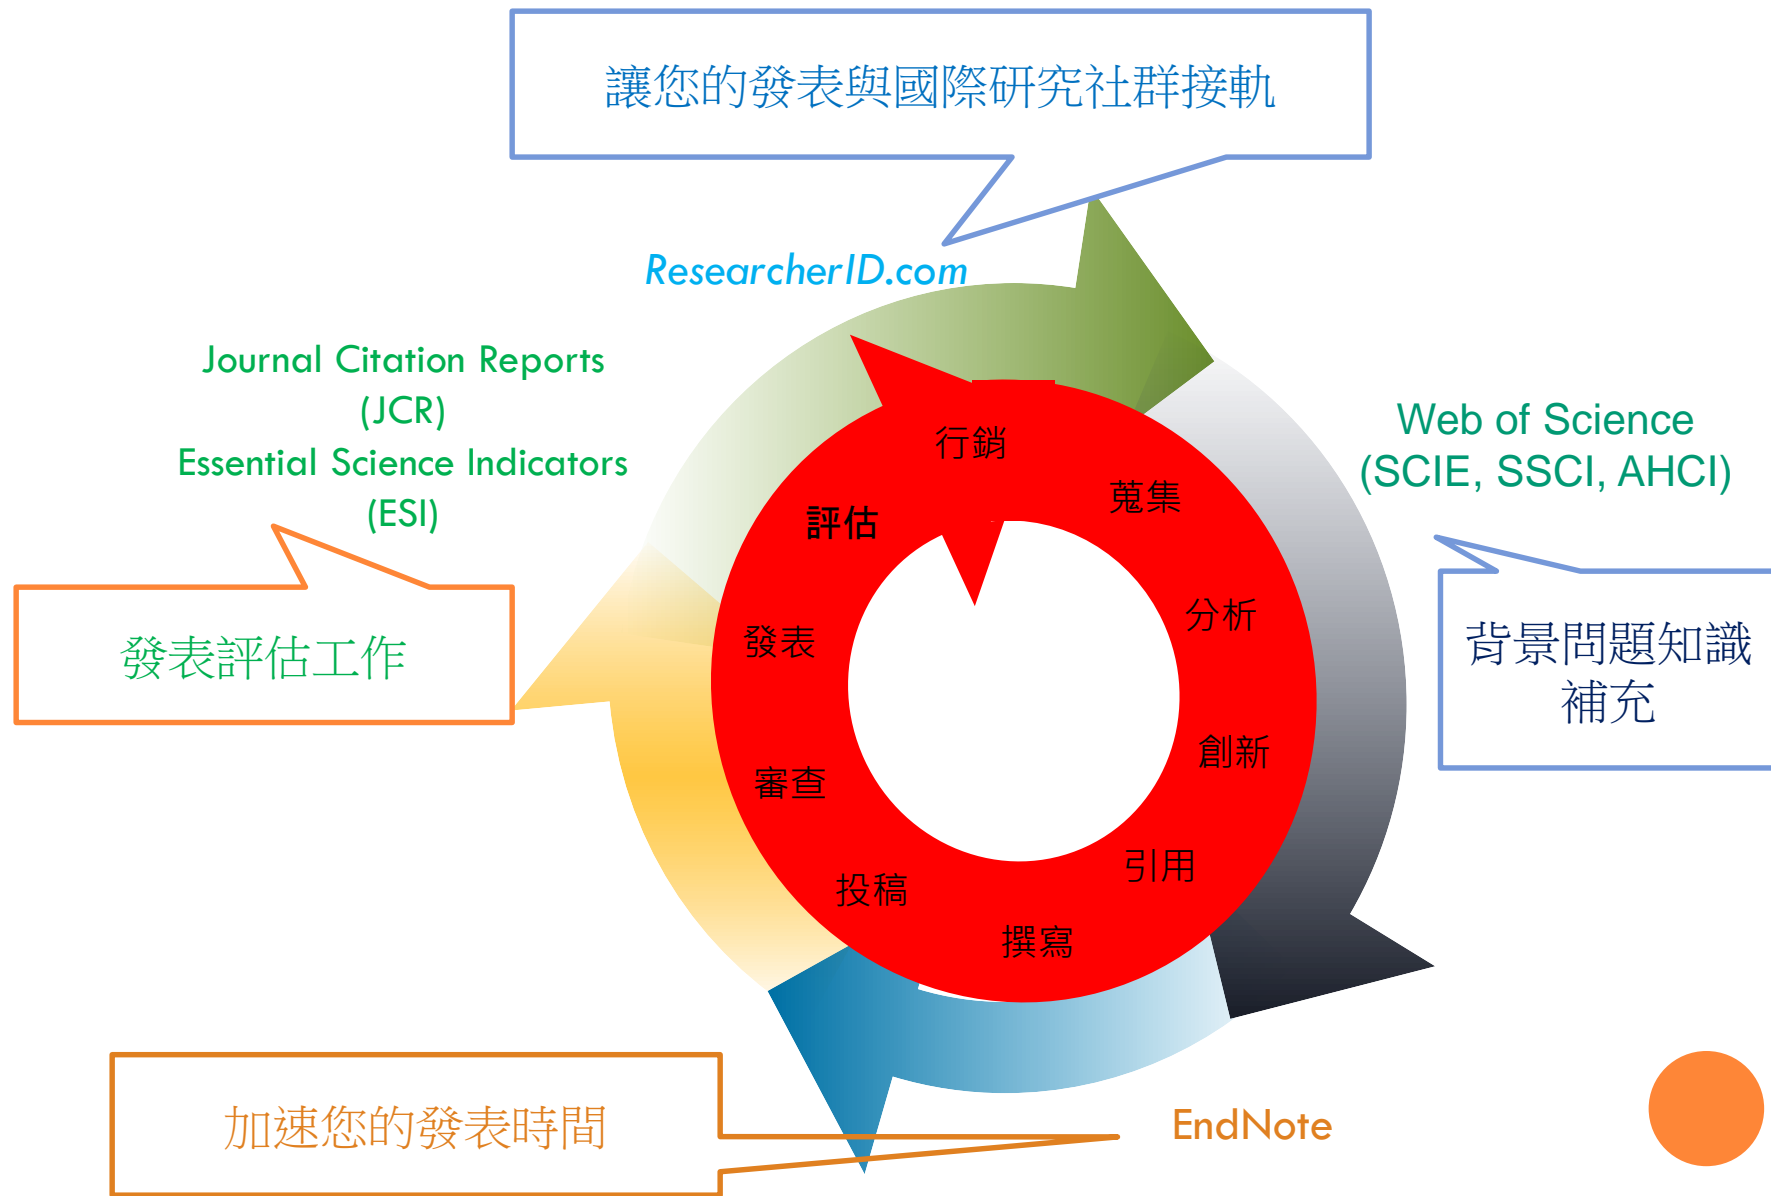 讓您的發表與國際研究社群接軌
ResearcherID.com
Journal Citation Reports
(JCR)
Essential Science Indicators
(ESI)
Web of Science
(SCIE, SSCI, AHCI)
行銷
蒐集
評估
分析
發表
創新
審查
引用
投稿
撰寫
發表評估工作
背景問題知識
補充
加速您的發表時間
EndNote